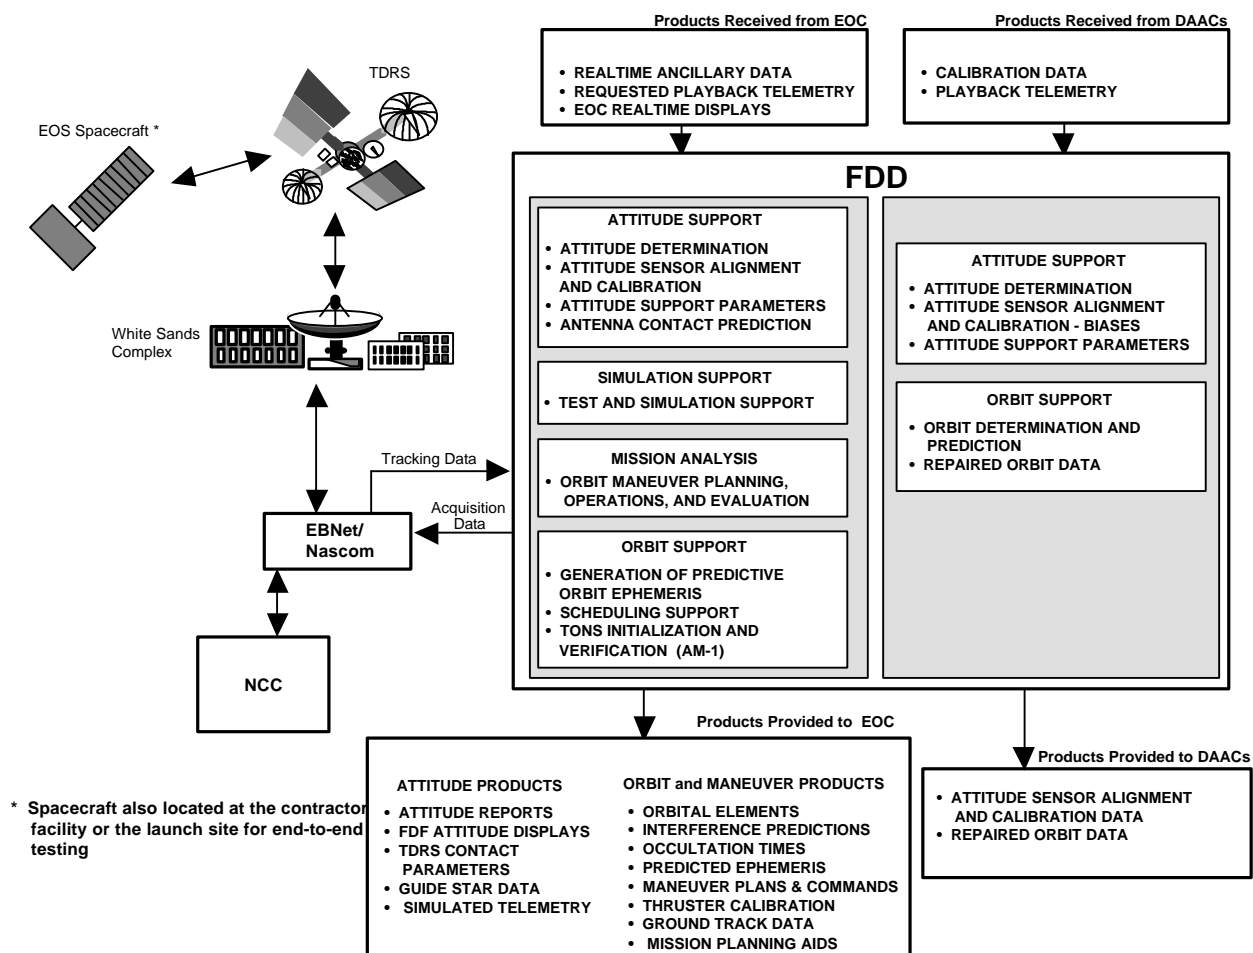 Products Received from EOC
• REALTIME ANCILLARY DATA
• REQUESTED PLAYBACK TELEMETRY
• EOC REALTIME DISPLAYS
Products Received from DAACs
• CALIBRATION DATA
• PLAYBACK TELEMETRY
TDRS
EOS Spacecraft *
White Sands
Complex
Tracking Data
Acquisition
Data
EBNet/
Nascom
NCC
FDD
ATTITUDE SUPPORT
• ATTITUDE DETERMINATION
• ATTITUDE SENSOR ALIGNMENT
AND CALIBRATION
• ATTITUDE SUPPORT PARAMETERS
• ANTENNA CONTACT PREDICTION
SIMULATION SUPPORT
• TEST AND SIMULATION SUPPORT
MISSION ANALYSIS
• ORBIT MANEUVER PLANNING,
OPERATIONS, AND EVALUATION
ORBIT SUPPORT
• GENERATION OF PREDICTIVE
ORBIT EPHEMERIS
• SCHEDULING SUPPORT
• TONS INITIALIZATION AND
VERIFICATION (AM-1)
ATTITUDE SUPPORT
• ATTITUDE DETERMINATION
• ATTITUDE SENSOR ALIGNMENT
AND CALIBRATION - BIASES
• ATTITUDE SUPPORT PARAMETERS
ORBIT SUPPORT
• ORBIT DETERMINATION AND
PREDICTION
• REPAIRED ORBIT DATA
Products Provided to EOC
ATTITUDE PRODUCTS
• ATTITUDE REPORTS
• FDF ATTITUDE DISPLAYS
• TDRS CONTACT
PARAMETERS
• GUIDE STAR DATA
• SIMULATED TELEMETRY
ORBIT and MANEUVER PRODUCTS
• ORBITAL ELEMENTS
• INTERFERENCE PREDICTIONS
• OCCULTATION TIMES
• PREDICTED EPHEMERIS
• MANEUVER PLANS & COMMANDS
• THRUSTER CALIBRATION
• GROUND TRACK DATA
• MISSION PLANNING AIDS
Products Provided to DAACs
• ATTITUDE SENSOR ALIGNMENT
AND CALIBRATION DATA
• REPAIRED ORBIT DATA
* Spacecraft also located at the contractor
facility or the launch site for end-to-end
testing